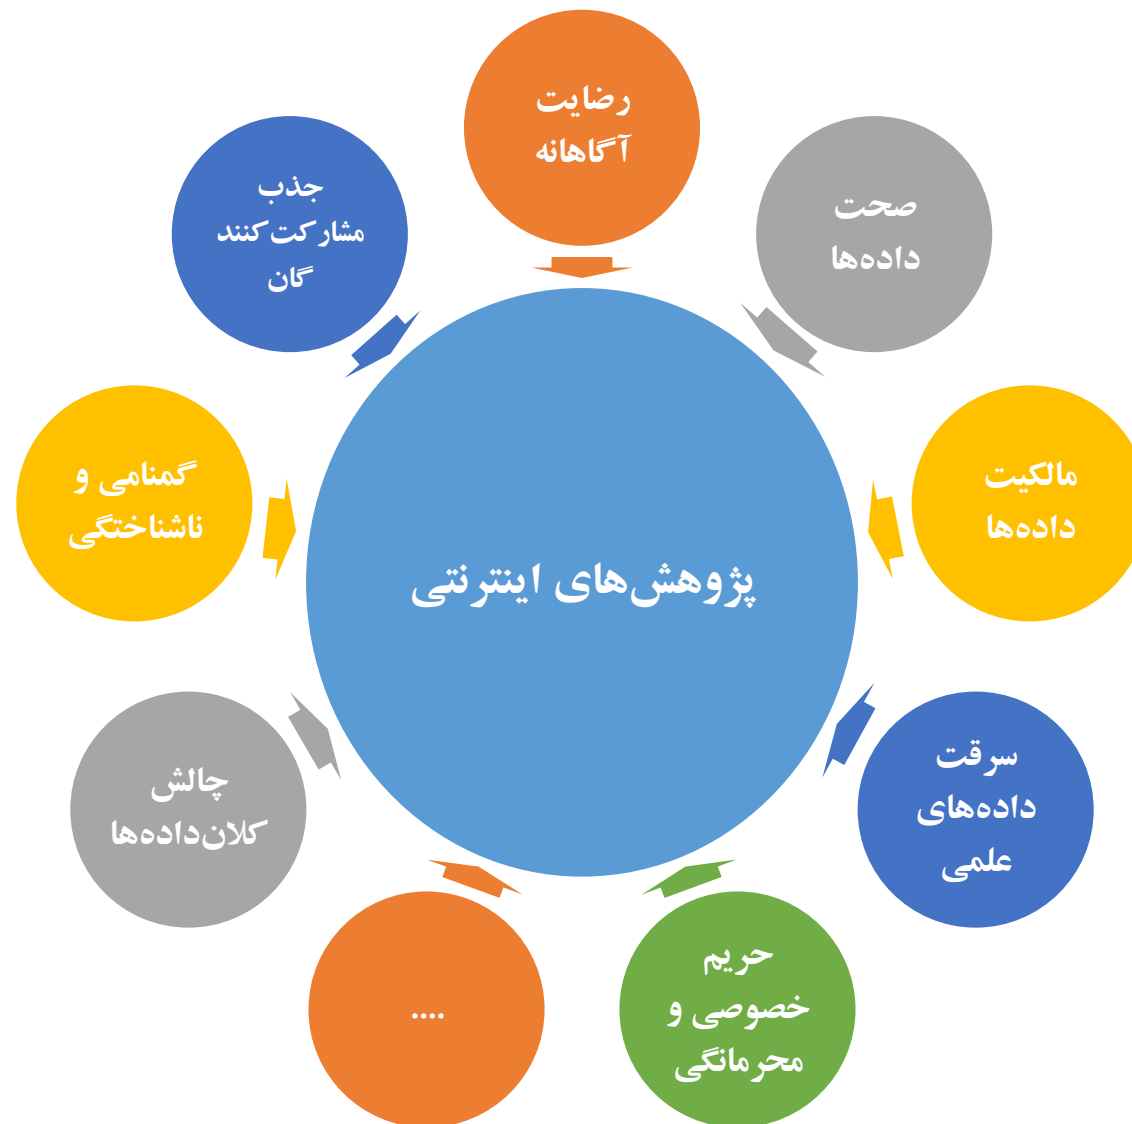 رضایت
آگاهانه
صحت
داده‌ها
مالکیت
داده‌ها
سرقت
داده‌های
علمی
حریم
خصوصی و
محرمانگی
....
چالش
کلان‌داده‌ها
گمنامی و
ناشناختگی
جذب
مشارکت‌کنند
گان
پژوهش‌های اینترنتی